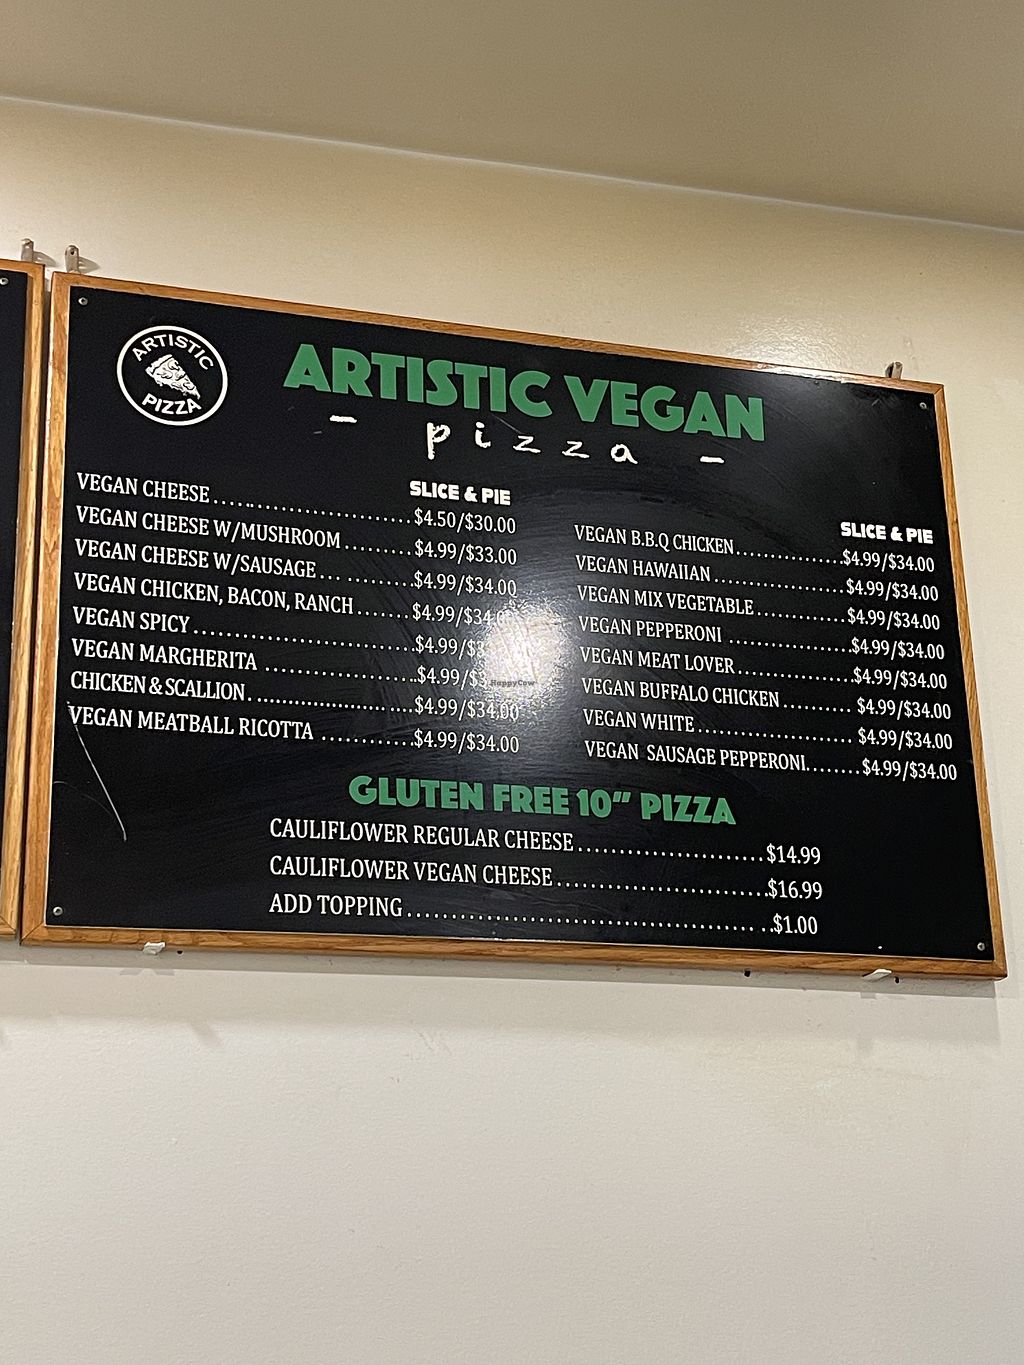 ARTISTIC
PIZZA
ARTISTIC VEGAN
- pizza -
SLICE & PIE
VEGAN CHEESE.....................$4.50/$30.00
VEGAN CHEESE W/MUSHROOM.........$4.99/$33.00
VEGAN CHEESE W/SAUSAGE............$4.99/$34.00
VEGAN CHICKEN, BACON, RANCH......$4.99/$34.00
VEGAN SPICY.....................$4.99/
VEGAN MARGHERITA.................$4.99/
CHICKEN & SCALLION.....................$4.99/$34.00
VEGAN MEATBALL RICOTTA............$4.99/$34.00
SLICE & PIE
VEGAN B.B.Q CHICKEN..............$4.99/$34.00
VEGAN HAWAIIAN.................$4.99/$34.00
VEGAN MIX VEGETABLE............$4.99/$34.00
VEGAN PEPPERONI................$4.99/$34.00
VEGAN MEAT LOVER...............$4.99/$34.00
VEGAN BUFFALO CHICKEN.......... $4.99/$34.00
VEGAN WHITE..................... $4.99/$34.00
VEGAN SAUSAGE PEPPERONI........$4.99/$34.00
HappyCow
GLUTEN FREE 10" PIZZA
CAULIFLOWER REGULAR CHEESE........................$14.99
CAULIFLOWER VEGAN CHEESE...........................$16.99
ADD TOPPING.............................................$1.00